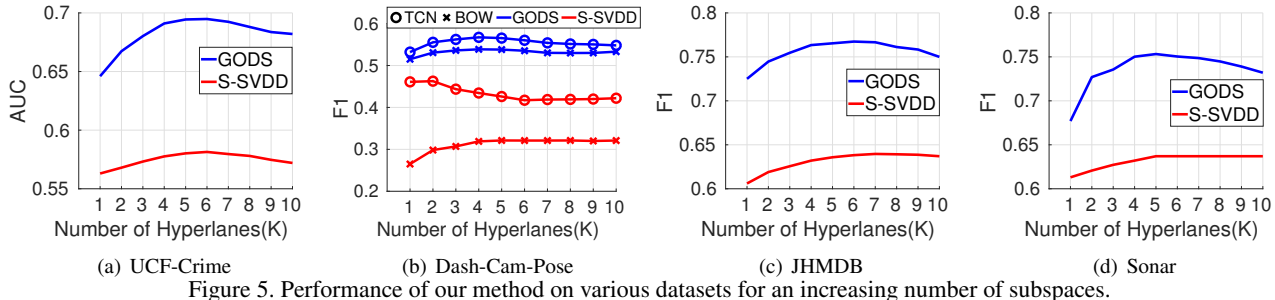 0.7
0.65
0.55
AUC
GODS
S-SVDD
1 2 3 4 5 6 7 8 9 10
Number of Hyperlanes(K)
(a) UCF-Crime
0.6
0.5
0.4
0.3
0.2
F1
TCN BOW GODS S-SVDD
1 2 3 4 5 6 7 8 9 10
Number of Hyperlanes(K)
(b) Dash-Cam-Pose
0.85
0.8
0.75
0.7
0.6
F1
GODS
S-SVDD
1 2 3 4 5 6 7 8 9 10
Number of Hyperlanes(K)
(c) JHMDB
0.85
0.8
0.75
0.7
0.6
F1
GODS
S-SVDD
1 2 3 4 5 6 7 8 9 10
Number of Hyperlanes(K)
(d) Sonar
Figure 5. Performance of our method on various datasets for an increasing number of subspaces.